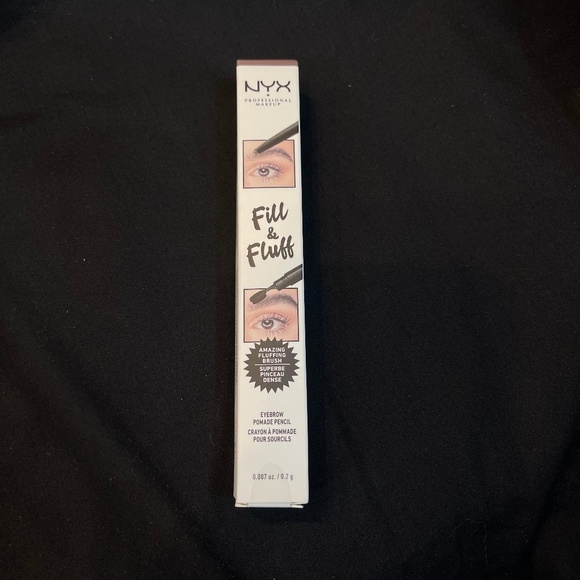 NYX
PROFESSIONAL
MAKEUP
Fill
&
Fluff
AMAZING
FLUFFING
BRUSH
SUPERBE
PINCEAU
DENSE
EYEBROW
POMADE PENCIL
CRAYON À POMMADE
POUR SOURCILS
0.007 oz. / 0.2 g